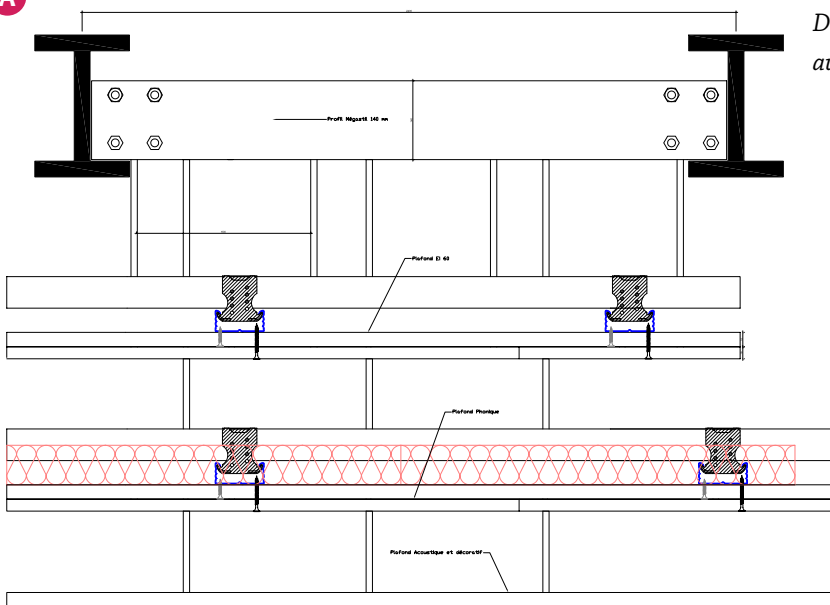 A
D
au
Profil Mégastil 140 mm
Plafond EI 60
Plafond Phonique
Plafond Acoustique et décoratif